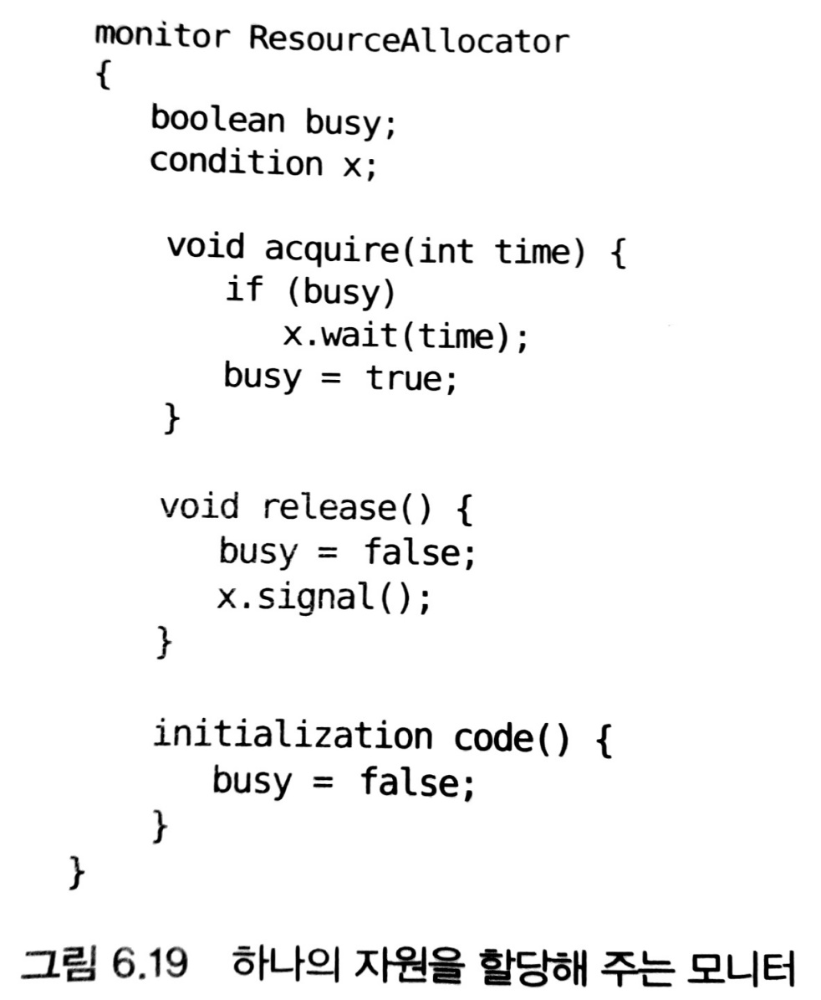 monitor ResourceAllocator
{
boolean busy;
condition x;
void acquire(int time) {
if (busy)
x.wait(time);
busy = true;
}
void release() {
busy = false;
x.signal();
}
initialization code() {
busy = false;
}
}
그림 6.19 하나의 자원을 할당해 주는 모니터